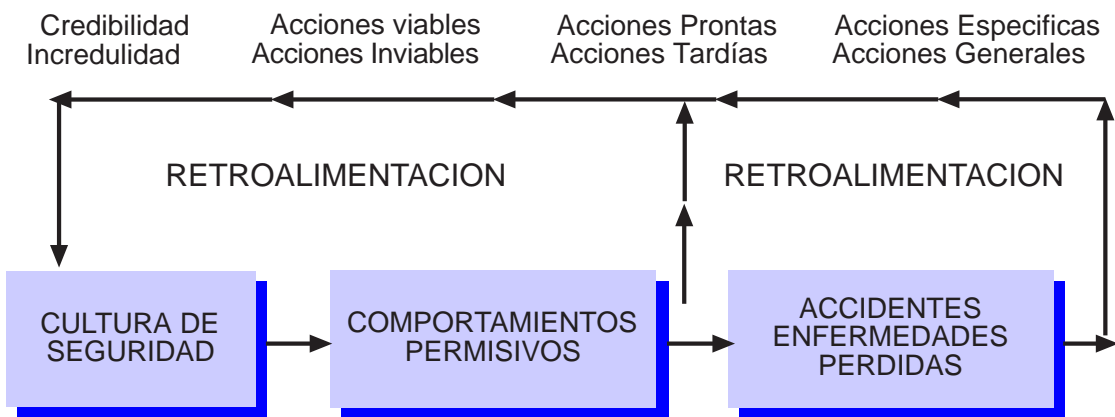 Credibilidad
Incredulidad
Acciones viables
Acciones Inviables
Acciones Prontas
Acciones Tardías
Acciones Especificas
Acciones Generales
RETROALIMENTACION
RETROALIMENTACION
CULTURA DE
SEGURIDAD
COMPORTAMIENTOS
PERMISIVOS
ACCIDENTES
ENFERMEDADES
PERDIDAS